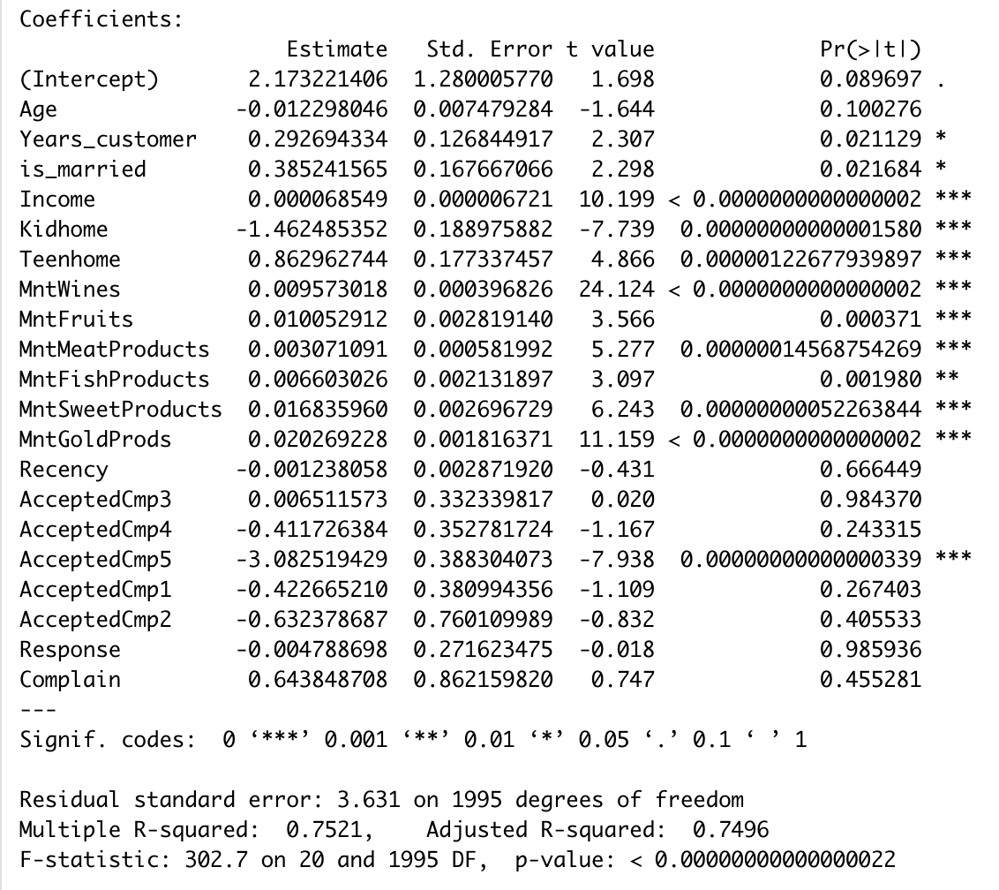 Coefficients:
Estimate Std. Error t value Pr(>|t|)
(Intercept) 2.173221406 1.280005770 1.698 0.089697 .
Age -0.012298046 0.007479284 -1.644 0.100276
Years_customer 0.292694334 0.126844917 2.307 0.021129 *
is_married 0.385241565 0.167667066 2.298 0.021684 *
Income 0.000068549 0.000006721 10.199 < 0.0000000000000002 ***
Kidhome -1.462485352 0.188975882 -7.739 0.00000000000001580 ***
Teenhome 0.862962744 0.177337457 4.866 0.00000122677939897 ***
MntWines 0.009573018 0.000396826 24.124 < 0.0000000000000002 ***
MntFruits 0.010052912 0.002819140 3.566 0.000371 ***
MntMeatProducts 0.003071091 0.000581992 5.277 0.00000014568754269 ***
MntFishProducts 0.006603026 0.002131897 3.097 0.001980 **
MntSweetProducts 0.016835960 0.002696729 6.243 0.00000000052263844 ***
MntGoldProds 0.020269228 0.001816371 11.159 < 0.0000000000000002 ***
Recency -0.001238058 0.002871920 -0.431 0.666449
AcceptedCmp3 0.006511573 0.332339817 0.020 0.984370
AcceptedCmp4 -0.411726384 0.352781724 -1.167 0.243315
AcceptedCmp5 -3.082519429 0.388304073 -7.938 0.00000000000000339 ***
AcceptedCmp1 -0.422665210 0.380994356 -1.109 0.267403
AcceptedCmp2 -0.632378687 0.760109989 -0.832 0.405533
Response -0.004788698 0.271623475 -0.018 0.985936
Complain 0.643848708 0.862159820 0.747 0.455281
---
Signif. codes: 0 ‘***’ 0.001 ‘**’ 0.01 ‘*’ 0.05 ‘.’ 0.1 ‘ ’ 1
Residual standard error: 3.631 on 1995 degrees of freedom
Multiple R-squared: 0.7521, Adjusted R-squared: 0.7496
F-statistic: 302.7 on 20 and 1995 DF, p-value: < 0.00000000000000022